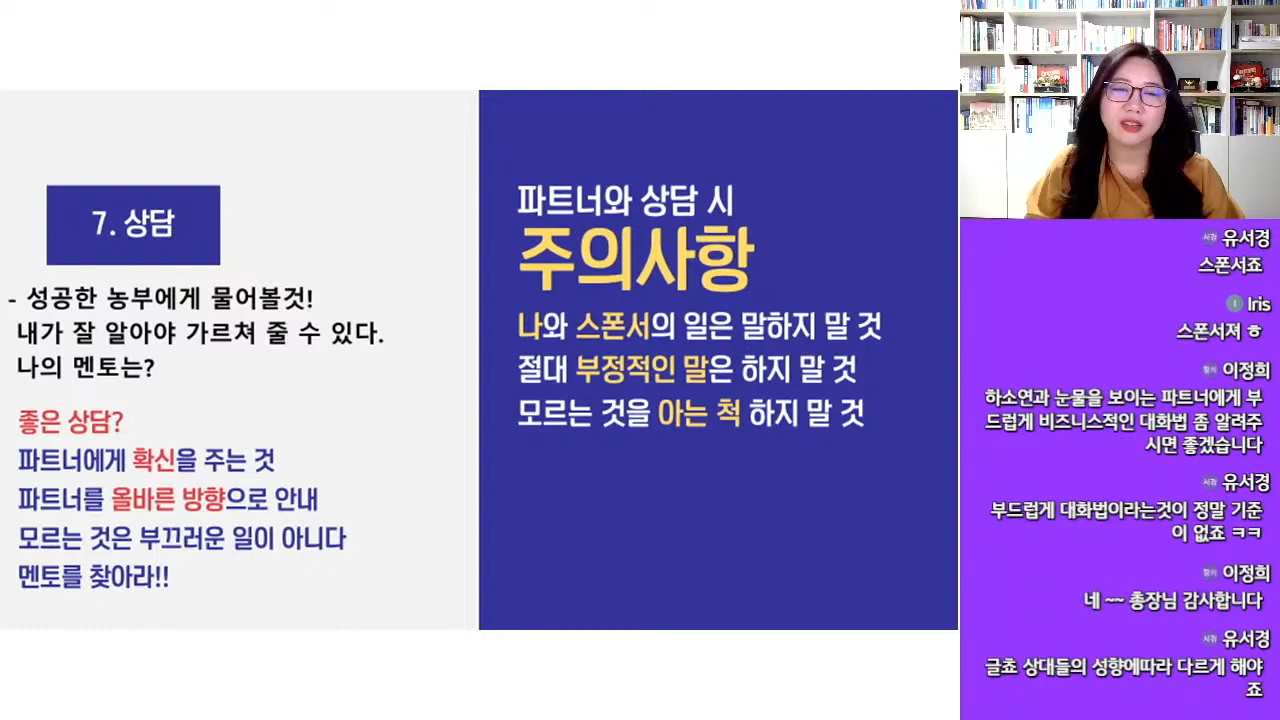 7. 상담
- 성공한 농부에게 물어볼것!
내가 잘 알아야 가르쳐 줄 수 있다.
나의 멘토는?
좋은 상담?
파트너에게 확신을 주는 것
파트너를 올바른 방향으로 안내
모르는 것은 부끄러운 일이 아니다
멘토를 찾아라!!
파트너와 상담 시
주의사항
나와 스폰서의 일은 말하지 말 것
절대 부정적인 말은 하지 말 것
모르는 것을 아는 척 하지 말 것
서경 유서경
스폰서죠
I Iris
스폰서져 ㅎ
이정희
하소연과 눈물을 보이는 파트너에게 부
드럽게 비즈니스적인 대화법 좀 알려주
시면 좋겠습니다
서경 유서경
부드럽게 대화법이라는것이 정말 기준
이 없죠 ㅋㅋ
이정희
네 ~~ 총장님 감사합니다
서경 유서경
글쵸 상대들의 성향에따라 다르게 해야
죠